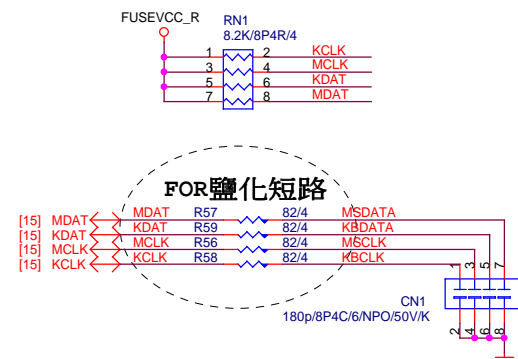 FUSEVCC_R
RN1
8.2K/8P4R/4
1 2 KCLK
3 4 MCLK
5 6 KDAT
7 8 MDAT
FOR鹽化短路
[15] MDAT MDAT R57 82/4 MSDATA
[15] KDAT KDAT R59 82/4 KBDATA
[15] MCLK MCLK R56 82/4 MSCLK
[15] KCLK KCLK R58 82/4 KBCLK
1 3 5 7
CN1
180p/8P4C/6/NPO/50V/K
2 4 6 8